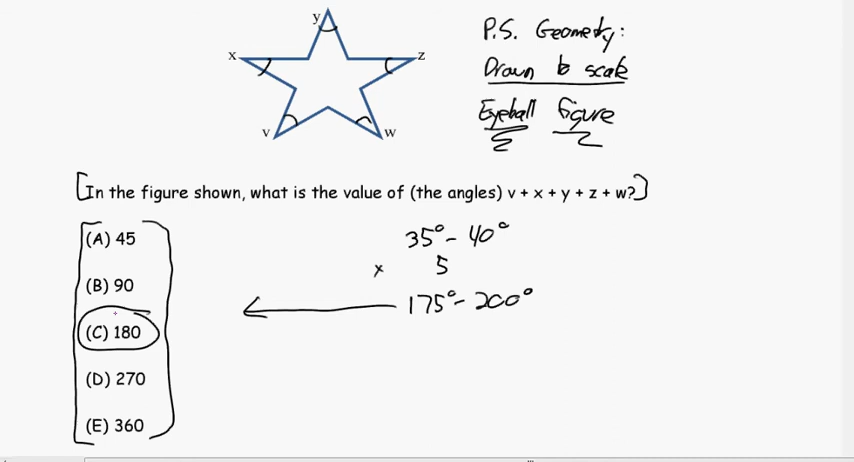 y
P.S. Geometry:
x
z
Drawn to scale
Eyeball figure
v
w
[In the figure shown, what is the value of (the angles) v + x + y + z + w?]
(A) 45
35° - 40°
x 5
(B) 90
175° - 200°
(C) 180
(D) 270
(E) 360